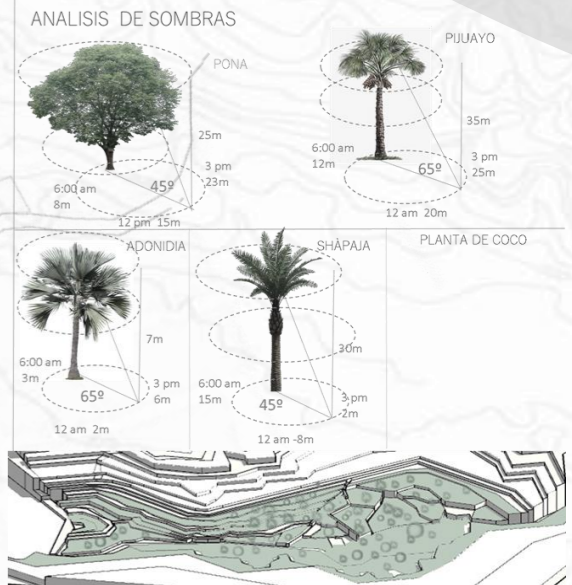 ANALISIS DE SOMBRAS
PONA
25m
6:00 am
8m
45º
3 pm
23m
12 pm 15m
PIJUAYO
35m
6:00 am
12m
65º
3 pm
25m
12 am 20m
ADONIDIA
7m
6:00 am
3m
65º
3 pm
6m
12 am 2m
SHÀPAJA
30m
6:00 am
15m
45º
3 pm
2m
12 am -8m
PLANTA DE COCO